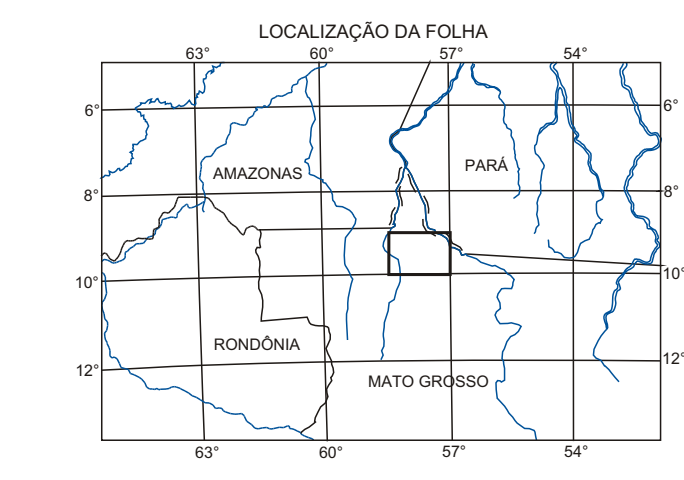 LOCALIZAÇÃO DA FOLHA
63° 60° 57° 54°
6° 6°
PARÁ
AMAZONAS
8° 8°
10° 10°
RONDÔNIA
12° 12°
MATO GROSSO
63° 60° 57° 54°